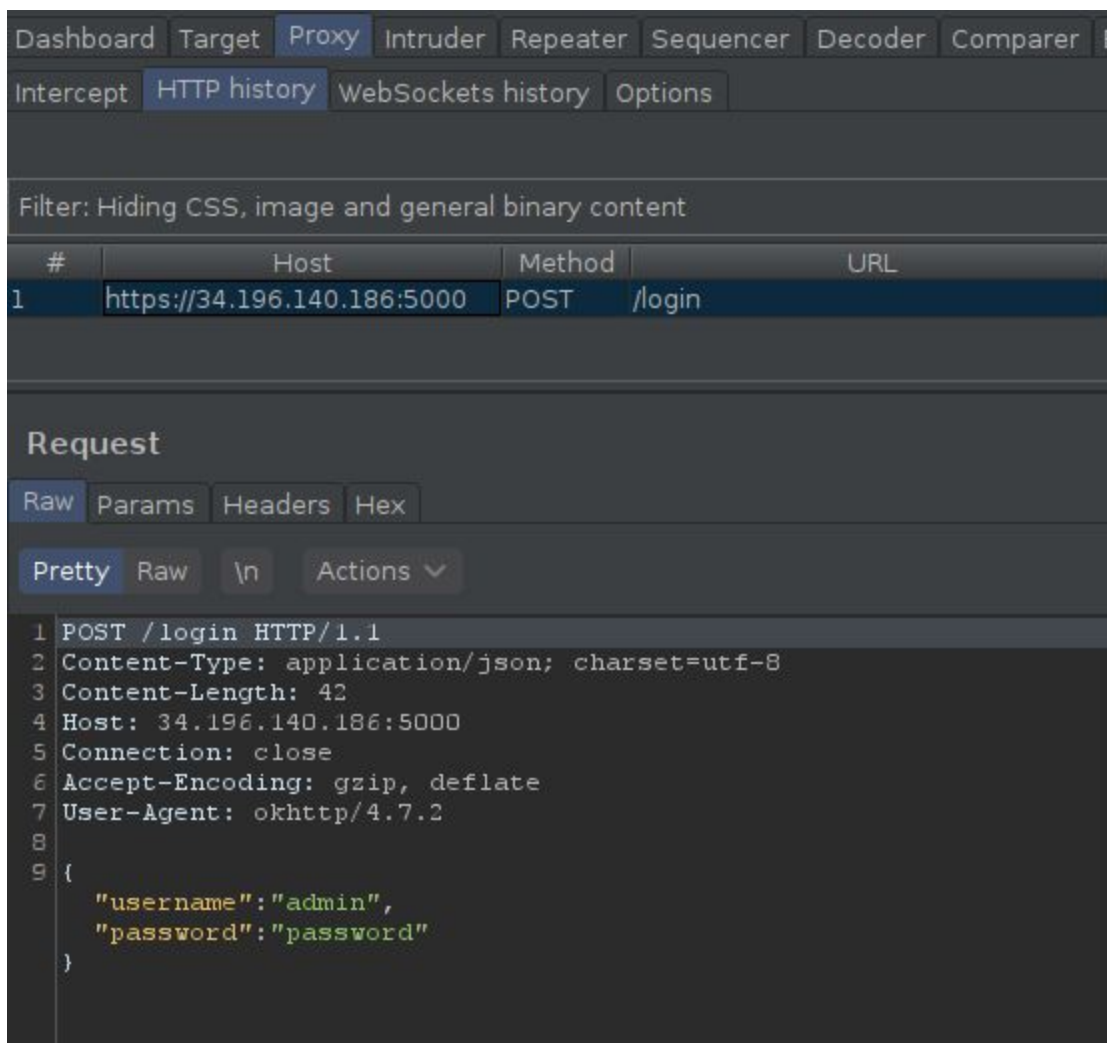 Dashboard Target Proxy Intruder Repeater Sequencer Decoder Comparer
Intercept HTTP history WebSockets history Options
Filter: Hiding CSS, image and general binary content
# Host Method URL
1 https://34.196.140.186:5000 POST /login
Request
Raw Params Headers Hex
Pretty Raw \n Actions
1 POST /login HTTP/1.1
2 Content-Type: application/json; charset=utf-8
3 Content-Length: 42
4 Host: 34.196.140.186:5000
5 Connection: close
6 Accept-Encoding: gzip, deflate
7 User-Agent: okhttp/4.7.2
8
9 {
"username":"admin",
"password":"password"
}